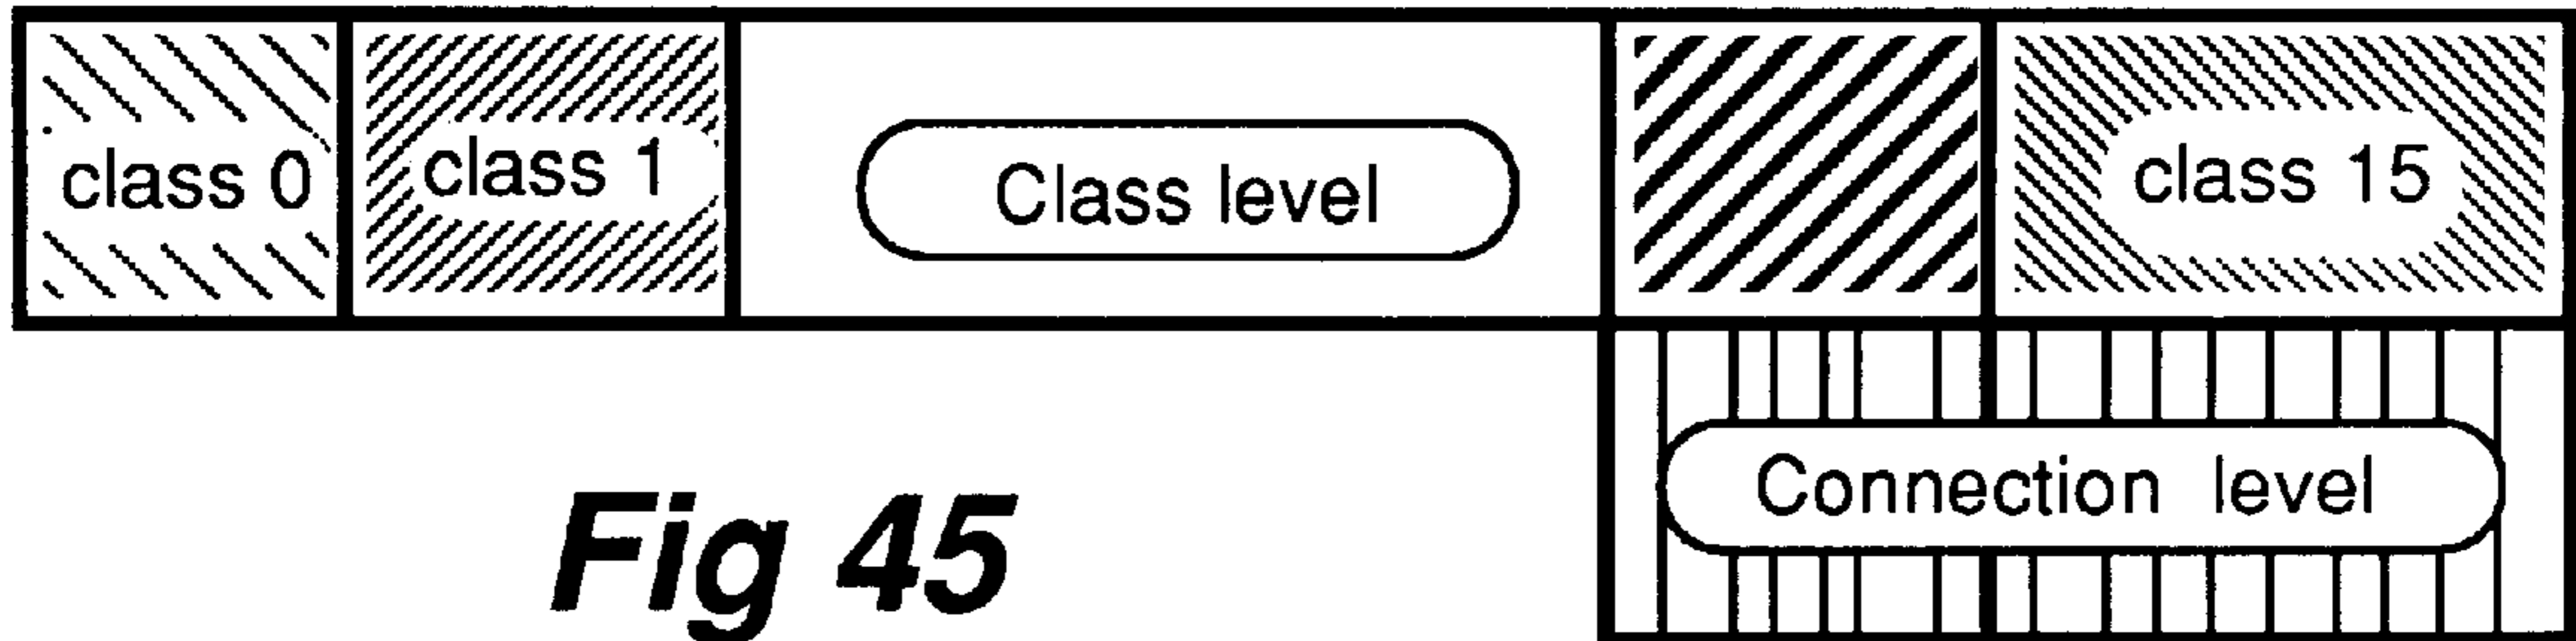 class 0
class 1
Class level
class 15
Connection level
Fig 45